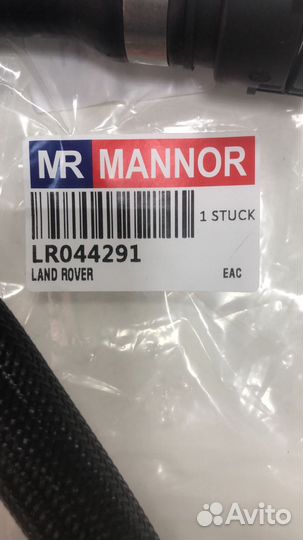 MR MANNOR
1 STUCK
LR044291
LAND ROVER EAC
Avito